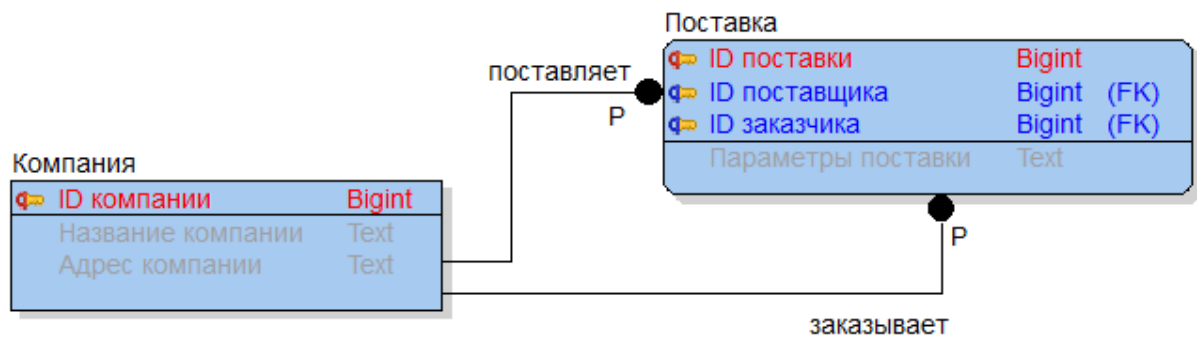 Поставка
ID поставки Bigint
ID поставщика Bigint (FK)
ID заказчика Bigint (FK)
Параметры поставки Text
поставляет
P
Компания
ID компании Bigint
Название компании Text
Адрес компании Text
P
заказывает